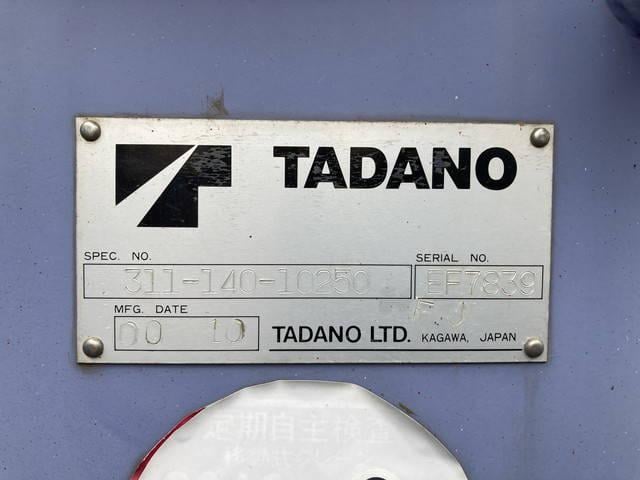 TADANO
SPEC. NO. SERIAL NO.
311-140-10250 EF7839
MFG. DATE
00 10 TADANO LTD. KAGAWA, JAPAN
定期自主検査